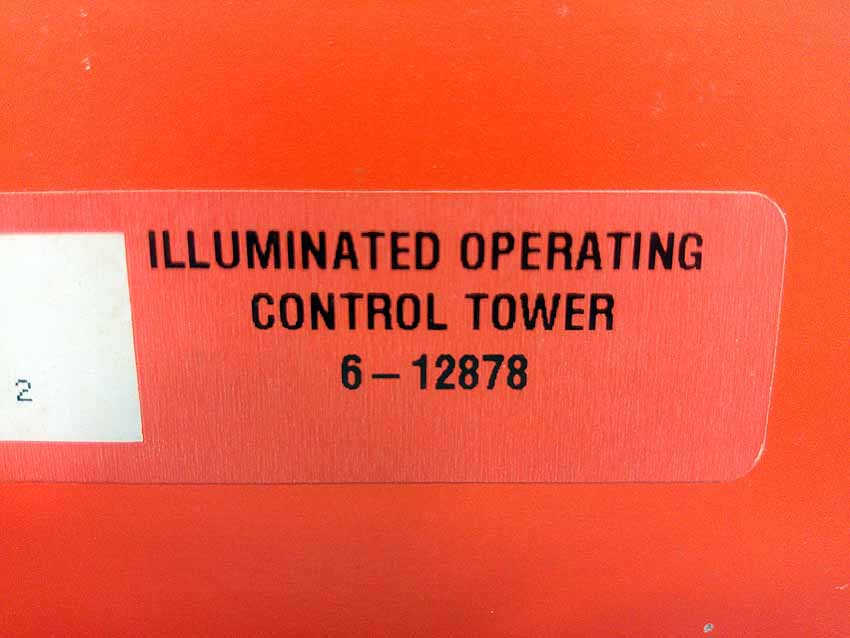 ILLUMINATED OPERATING
CONTROL TOWER
6-12878
2